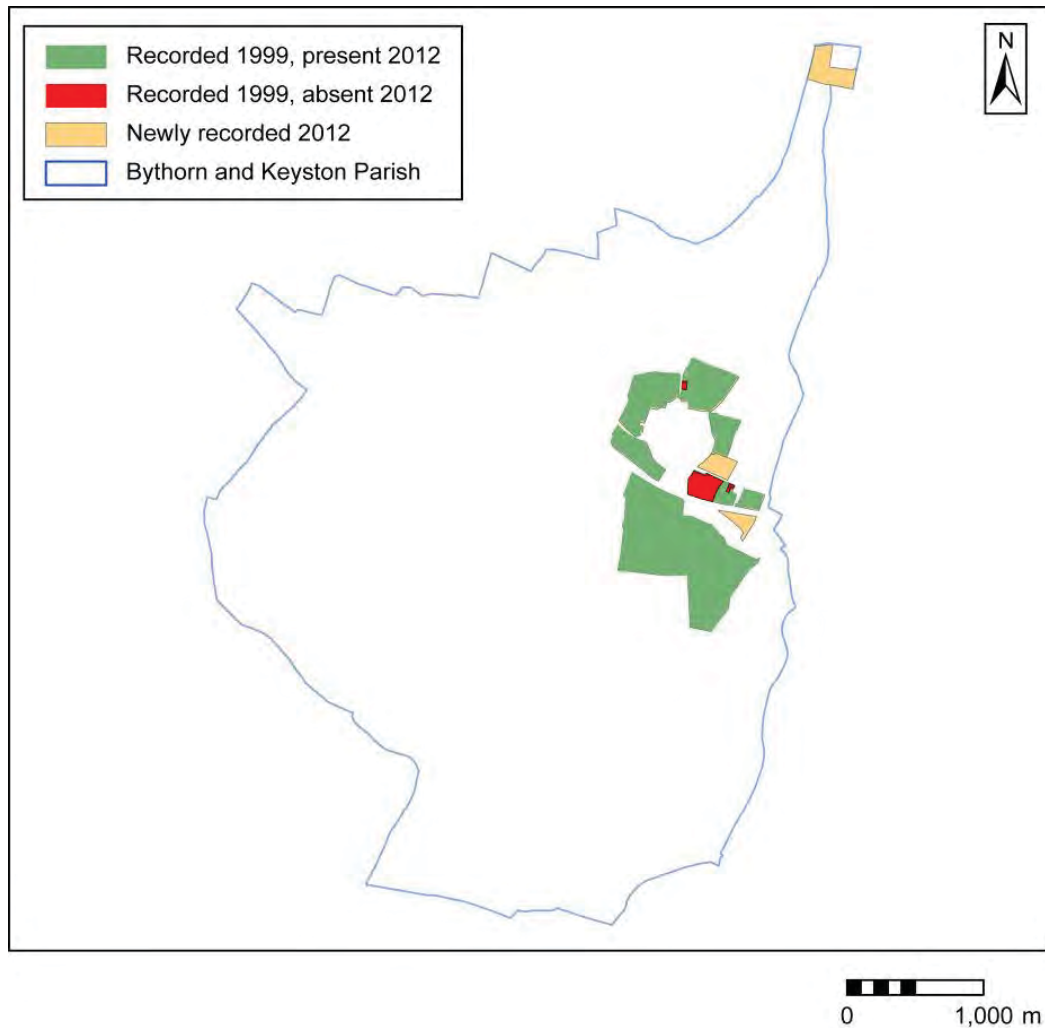 Recorded 1999, present 2012
Recorded 1999, absent 2012
Newly recorded 2012
Bythorn and Keyston Parish
N
0 1,000 m